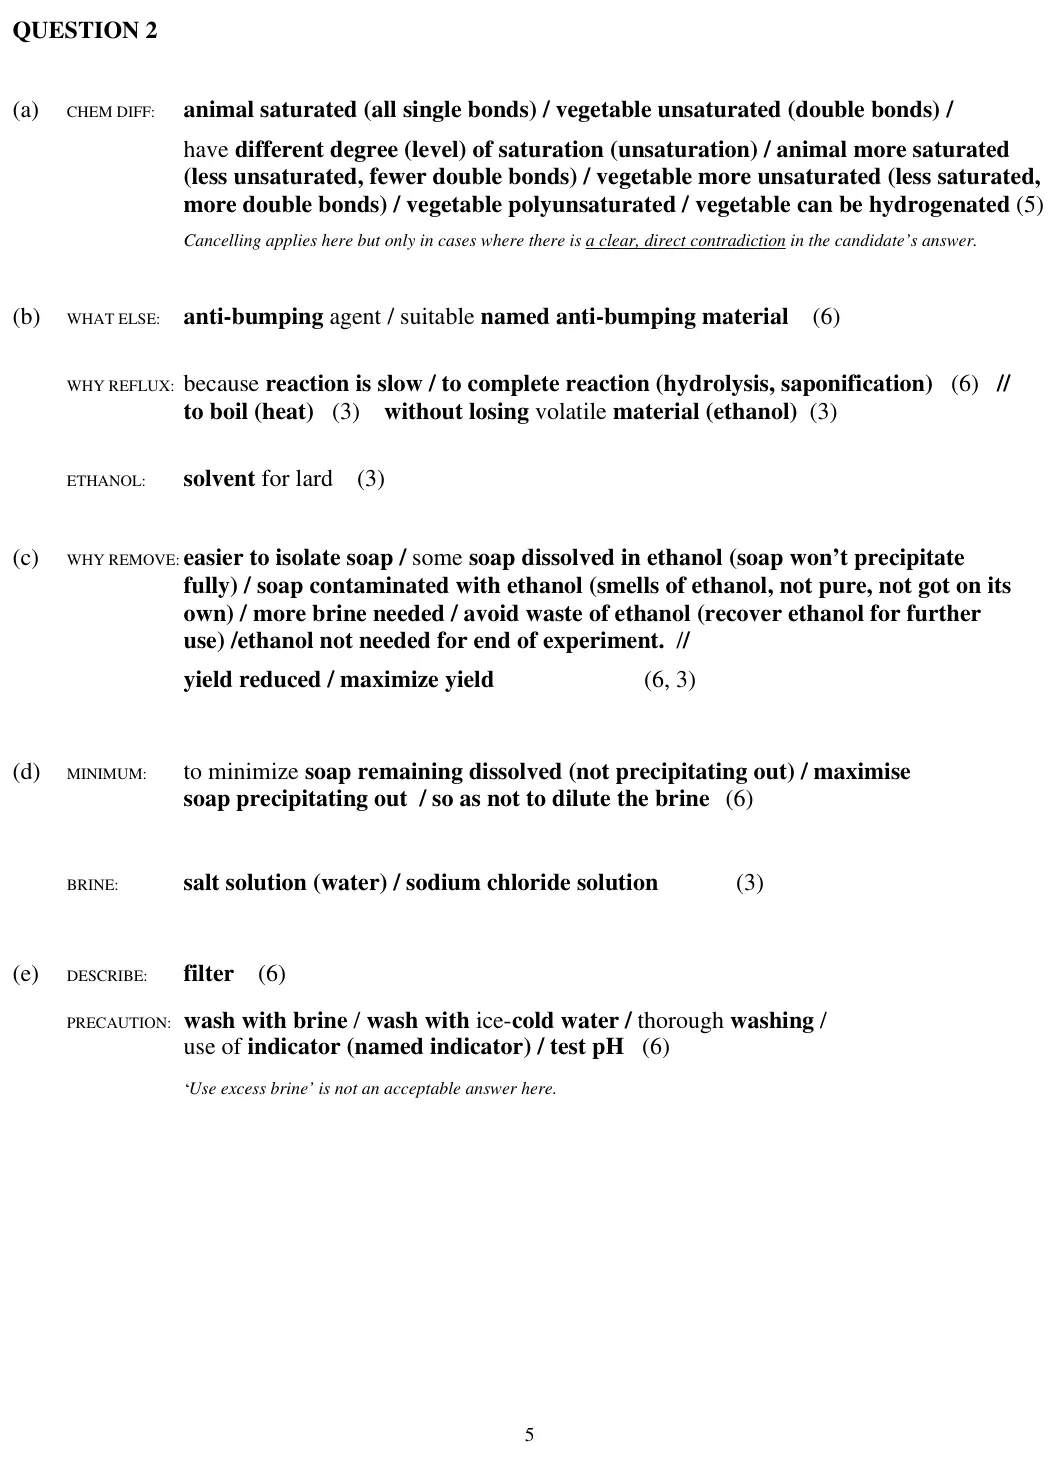 QUESTION 2
(a) CHEM DIFF: animal saturated (all single bonds) / vegetable unsaturated (double bonds) /
have different degree (level) of saturation (unsaturation) / animal more saturated
(less unsaturated, fewer double bonds) / vegetable more unsaturated (less saturated,
more double bonds) / vegetable polyunsaturated / vegetable can be hydrogenated (5)
Cancelling applies here but only in cases where there is a clear, direct contradiction in the candidate’s answer.
(b) WHAT ELSE: anti-bumping agent / suitable named anti-bumping material (6)
WHY REFLUX: because reaction is slow / to complete reaction (hydrolysis, saponification) (6) //
to boil (heat) (3) without losing volatile material (ethanol) (3)
ETHANOL: solvent for lard (3)
(c) WHY REMOVE: easier to isolate soap / some soap dissolved in ethanol (soap won’t precipitate
fully) / soap contaminated with ethanol (smells of ethanol, not pure, not got on its
own) / more brine needed / avoid waste of ethanol (recover ethanol for further
use) /ethanol not needed for end of experiment. //
yield reduced / maximize yield (6, 3)
(d) MINIMUM: to minimize soap remaining dissolved (not precipitating out) / maximise
soap precipitating out / so as not to dilute the brine (6)
BRINE: salt solution (water) / sodium chloride solution (3)
(e) DESCRIBE: filter (6)
PRECAUTION: wash with brine / wash with ice-cold water / thorough washing /
use of indicator (named indicator) / test pH (6)
‘Use excess brine’ is not an acceptable answer here.
5